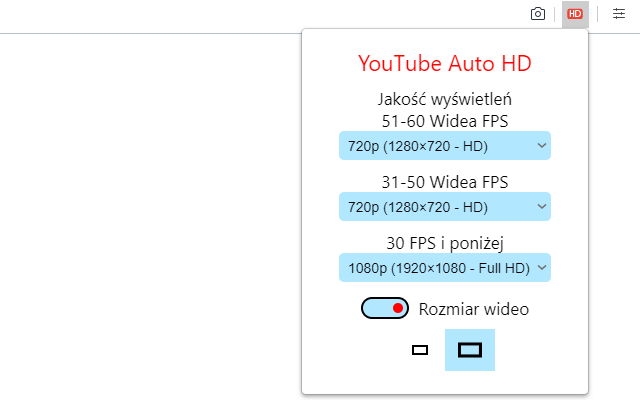 HD
YouTube Auto HD
Jakość wyświetleń
51-60 Widea FPS
720p (1280×720 - HD)
31-50 Widea FPS
720p (1280×720 - HD)
30 FPS i poniżej
1080p (1920×1080 - Full HD)
Rozmiar wideo